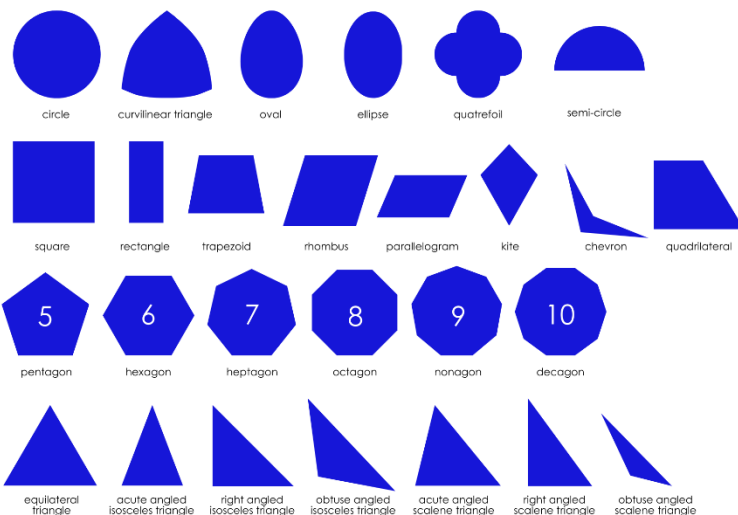 circle curvilinear triangle oval ellipse quatrefoil semi-circle
square rectangle trapezoid rhombus parallelogram kite chevron quadrilateral
5 6 7 8 9 10
pentagon hexagon heptagon octagon nonagon decagon
equilateral acute angled right angled obtuse angled acute angled right angled obtuse angled
triangle isosceles triangle isosceles triangle isosceles triangle scalene triangle scalene triangle scalene triangle